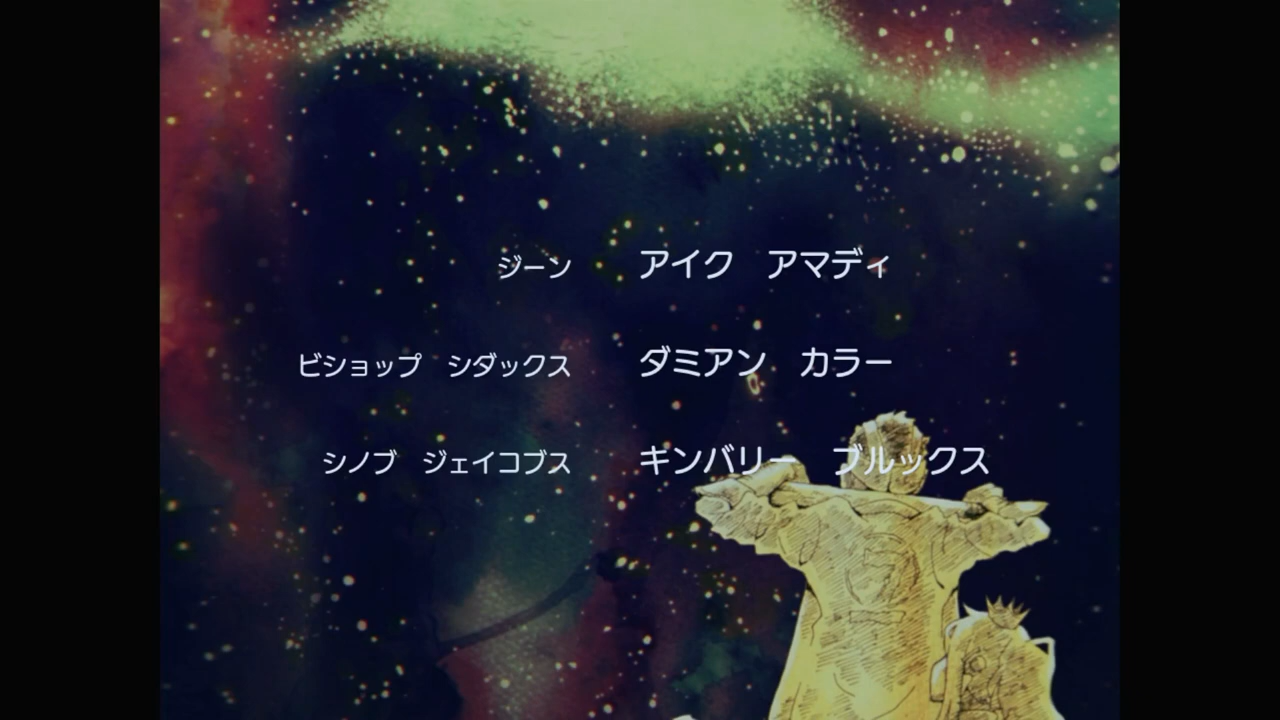 ジーン　アイク　アマディ
ビショップ　シダックス　ダミアン　カラー
シノブ　ジェイコブス　キンバリー　ブルックス